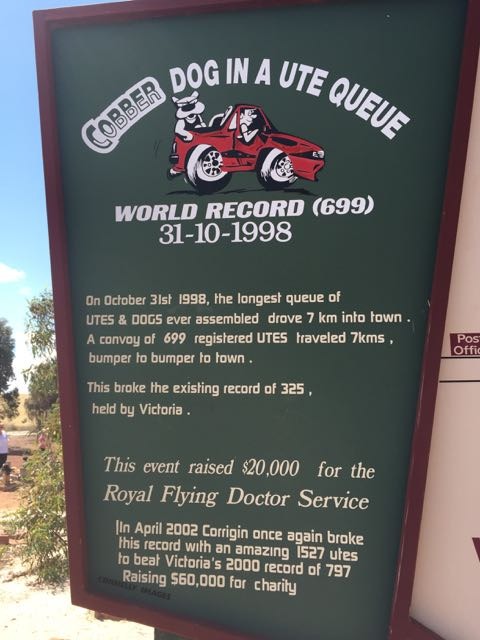 COBBER DOG IN A UTE QUEUE
WORLD RECORD (699)
31-10-1998
On October 31st 1998, the longest queue of
UTES & DOGS ever assembled drove 7 km into town .
A convoy of 699 registered UTES traveled 7kms ,
bumper to bumper to town .
This broke the existing record of 325 ,
held by Victoria .
This event raised $20,000 for the
Royal Flying Doctor Service
In April 2002 Corrigin once again broke
this record with an amazing 1527 utes
to beat Victoria's 2000 record of 797
Raising $60,000 for charity
CONNELLY IMAGES
Post
Offic